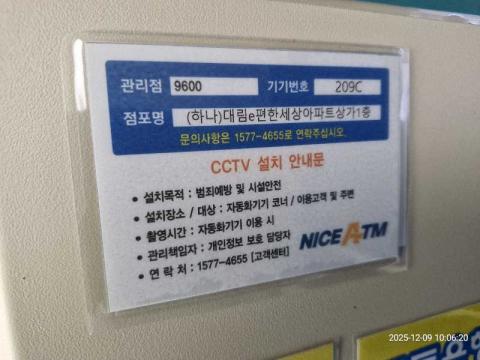 관리점 9600 기기번호 209C
점포명 (하나)대림e편한세상아파트상가1층
문의사항은 1577-4655로 연락주십시오.
CCTV 설치 안내문
• 설치목적 : 범죄예방 및 시설안전
• 설치장소 / 대상 : 자동화기기 코너 / 이용고객 및 주변
• 촬영시간 : 자동화기기 이용 시
• 관리책임자 : 개인정보 보호 담당자
• 연 락 처 : 1577-4655 [고객센터]
NICE ATM
2025-12-09 10:06:20